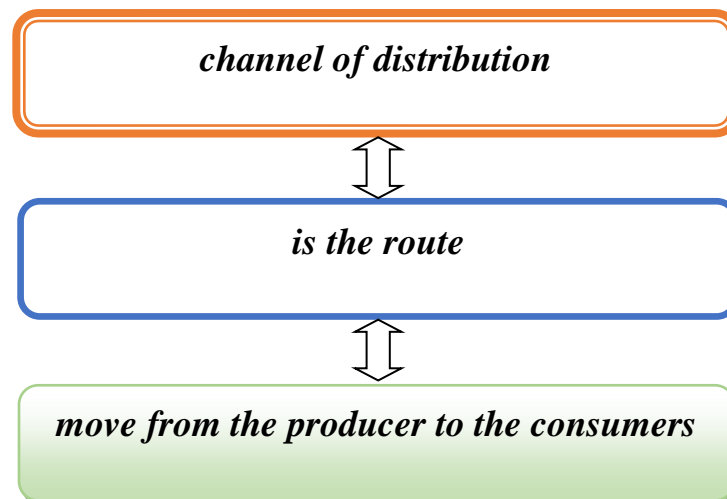 channel of distribution
is the route
move from the producer to the consumers